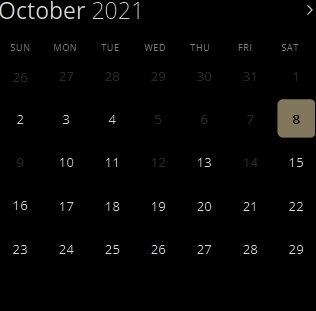 October 2021 >
SUN MON TUE WED THU FRI SAT
26 27 28 29 30 31 1
2 3 4 5 6 7 8
9 10 11 12 13 14 15
16 17 18 19 20 21 22
23 24 25 26 27 28 29